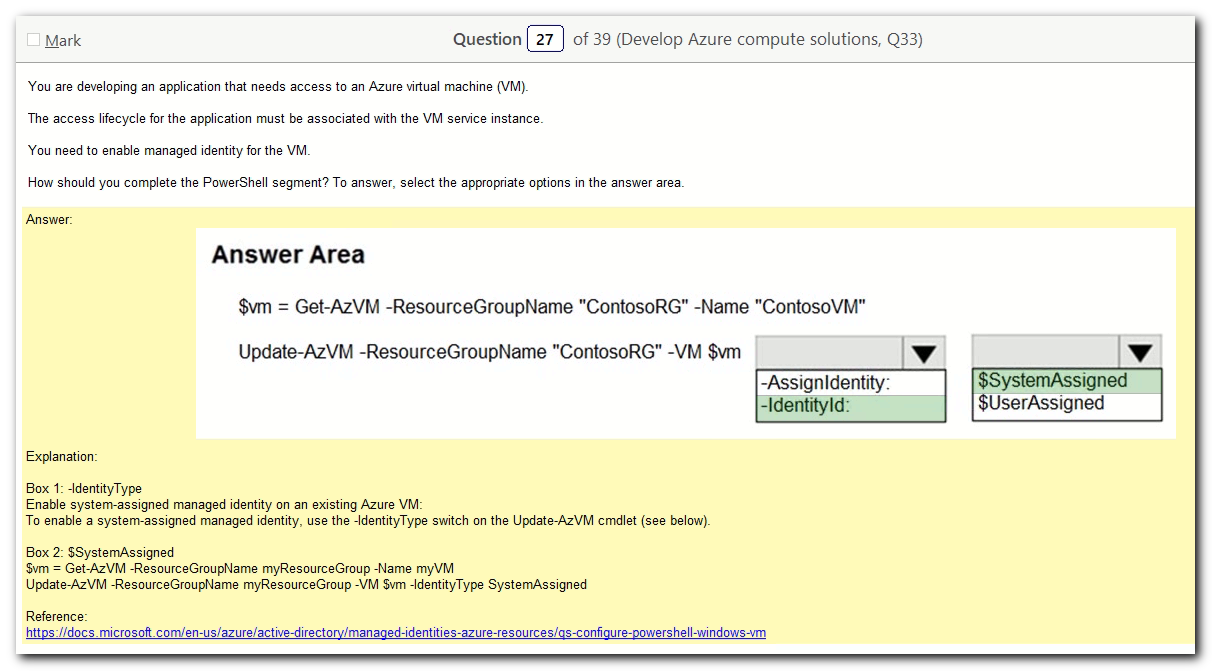 Mark
Question 27 of 39 (Develop Azure compute solutions, Q33)
You are developing an application that needs access to an Azure virtual machine (VM).
The access lifecycle for the application must be associated with the VM service instance.
You need to enable managed identity for the VM.
How should you complete the PowerShell segment? To answer, select the appropriate options in the answer area.
Answer:
Answer Area
$vm = Get-AzVM -ResourceGroupName "ContosoRG" -Name "ContosoVM"
Update-AzVM -ResourceGroupName "ContosoRG" -VM $vm
-AssignIdentity:
-IdentityId:
$SystemAssigned
$UserAssigned
Explanation:
Box 1: -IdentityType
Enable system-assigned managed identity on an existing Azure VM:
To enable a system-assigned managed identity, use the -IdentityType switch on the Update-AzVM cmdlet (see below).
Box 2: $SystemAssigned
$vm = Get-AzVM -ResourceGroupName myResourceGroup -Name myVM
Update-AzVM -ResourceGroupName myResourceGroup -VM $vm -IdentityType SystemAssigned
Reference:
https://docs.microsoft.com/en-us/azure/active-directory/managed-identities-azure-resources/qs-configure-powershell-windows-vm